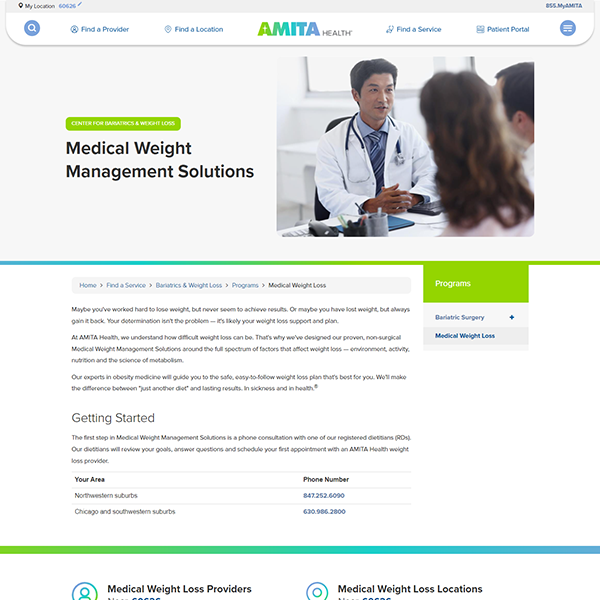 My Location 60626
855.MyAMITA
Find a Provider
Find a Location
AMITA HEALTH
Find a Service
Patient Portal
CENTER FOR BARIATRICS & WEIGHT LOSS
Medical Weight
Management Solutions
Home > Find a Service > Bariatrics & Weight Loss > Programs > Medical Weight Loss
Programs
Bariatric Surgery +
Medical Weight Loss
Maybe you've worked hard to lose weight, but never seem to achieve results. Or maybe you have lost weight, but always
gain it back. Your determination isn't the problem — it's likely your weight loss support and plan.
At AMITA Health, we understand how difficult weight loss can be. That's why we've designed our proven, non-surgical
Medical Weight Management Solutions around the full spectrum of factors that affect weight loss — environment, activity,
nutrition and the science of metabolism.
Our experts in obesity medicine will guide you to the safe, easy-to-follow weight loss plan that's best for you. We'll make
the difference between "just another diet" and lasting results. In sickness and in health.®
Getting Started
The first step in Medical Weight Management Solutions is a phone consultation with one of our registered dietitians (RDs).
Our dietitians will review your goals, answer questions and schedule your first appointment with an AMITA Health weight
loss provider.
Your Area Phone Number
Northwestern suburbs 847.252.6090
Chicago and southwestern suburbs 630.986.2800
Medical Weight Loss Providers
Near 60626
Medical Weight Loss Locations
Near 60626